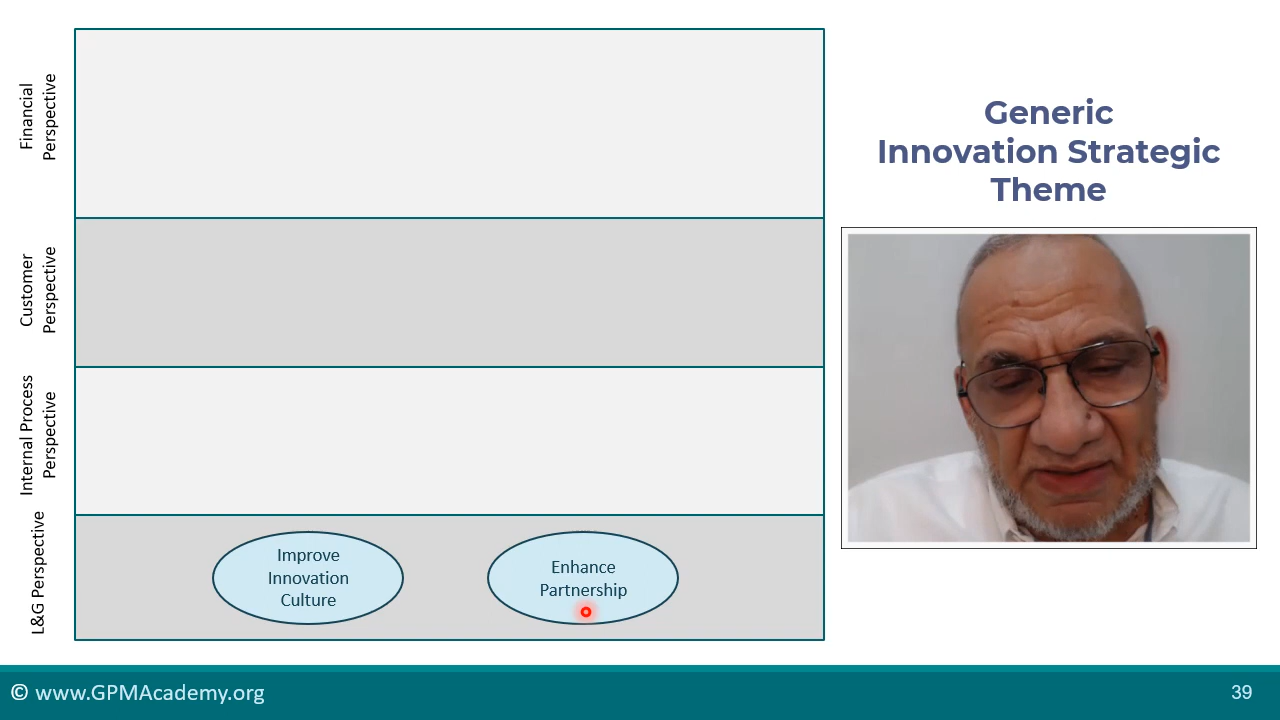 Financial
Perspective
Customer
Perspective
Internal Process
Perspective
L&G Perspective
Improve
Innovation
Culture
Enhance
Partnership
Generic
Innovation Strategic
Theme
© www.GPMAcademy.org
39